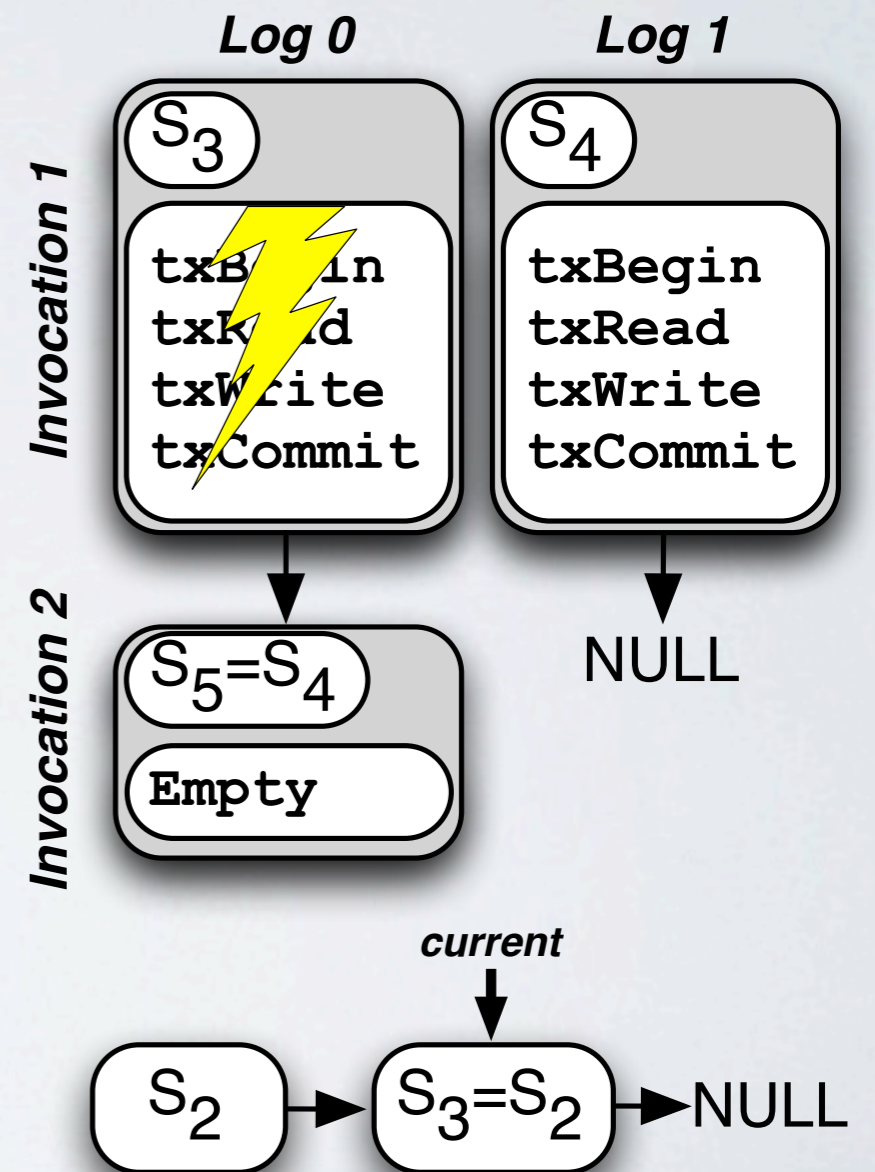 Log 0
Log 1
Invocation 1
S3
txWrite
txCommit
S4
txBegin
txRead
txWrite
txCommit
Invocation 2
S5=S4
Empty
NULL
current
S2
S3=S2
NULL